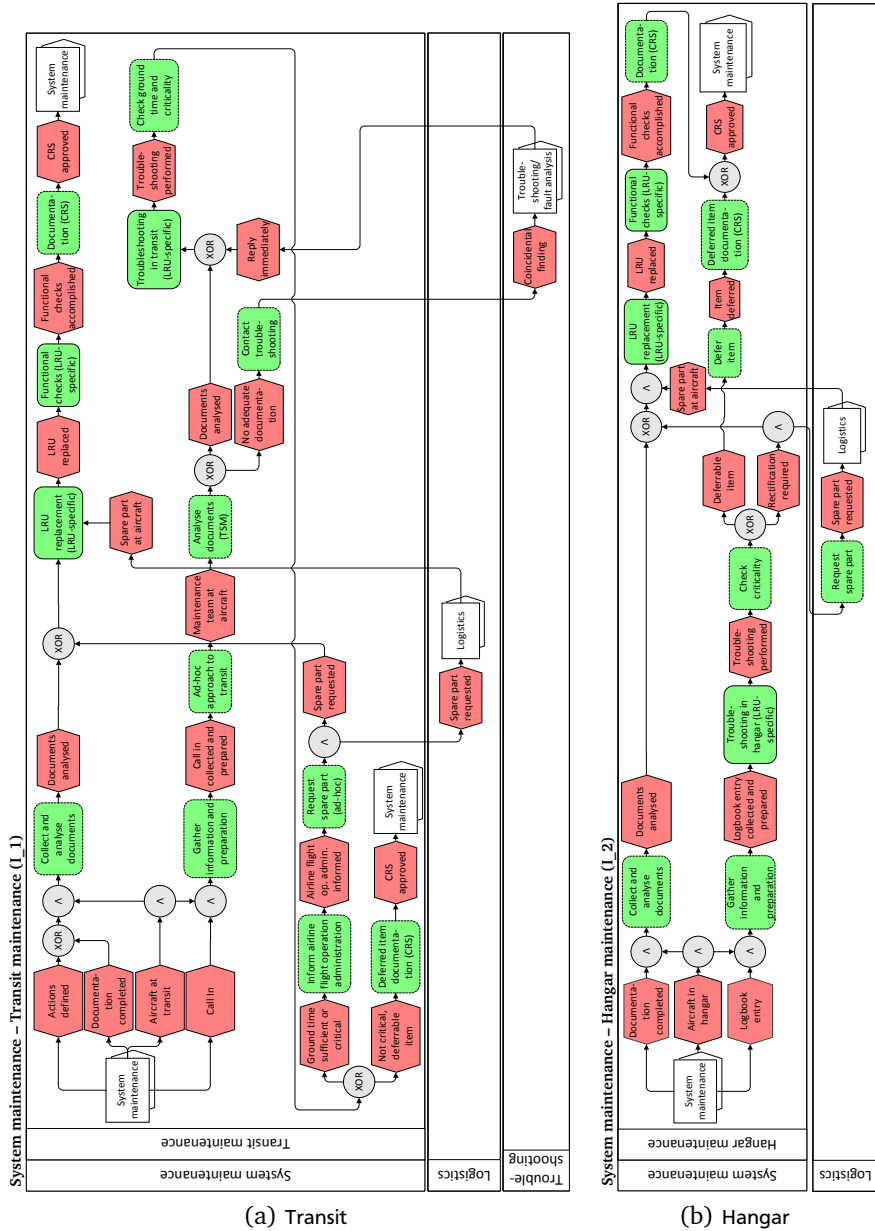 System maintenance – Transit maintenance (I_1)
System maintenance
Transit maintenance
Logistics
Trouble-
shooting
System
maintenance
Actions
defined
Documenta-
tion
completed
Aircraft at
transit
Call In
XOR
Λ
Λ
Λ
Collect and
analyse
documents
Documents
analysed
XOR
LRU
replacement
(LRU-specific)
LRU
replaced
Functional
checks (LRU-
specific)
Functional
checks
accomplished
Documenta-
tion (CRS)
CRS
approved
System
maintenance
Spare part
at aircraft
Gather
information and
preparation
Call in
collected and
prepared
Ad-hoc
approach to
transit
Maintenance
team at
aircraft
Analyse
documents
(TSM)
XOR
Documents
analysed
No adequate
documenta-
tion
Contact
trouble-
shooting
XOR
Reply
immediately
Troubleshooting
in transit
(LRU-specific)
Trouble-
shooting
performed
Check ground
time and
criticality
XOR
Ground time
sufficient or
critical
Inform airline
flight operation
administration
Airline flight
op. admin.
informed
Request
spare part
(ad-hoc)
Λ
Spare part
requested
Not critical,
deferrable
item
Deferred item
documenta-
tion (CRS)
CRS
approved
System
maintenance
Spare part
requested
Logistics
Coincidental
finding
Trouble-
shooting/
fault analysis
(a) Transit
System maintenance – Hangar maintenance (I_2)
System maintenance
Hangar maintenance
Logistics
System
maintenance
Documenta-
tion
completed
Aircraft in
hangar
Logbook
entry
Λ
Λ
Λ
Collect and
analyse
documents
Documents
analysed
XOR
Λ
LRU
replacement
(LRU-specific)
LRU
replaced
Functional
checks (LRU-
specific)
Functional
checks
accomplished
Documenta-
tion (CRS)
Spare part
at aircraft
Gather
information
and
preparation
Logbook entry
collected and
prepared
Trouble-
shooting in
hangar (LRU-
specific)
Trouble-
shooting
performed
Check
criticality
XOR
Deferrable
item
Rectification
required
Λ
Defer
item
Item
deferred
Deferred item
documenta-
tion (CRS)
XOR
CRS
approved
System
maintenance
Request
spare part
Spare part
requested
Logistics
(b) Hangar